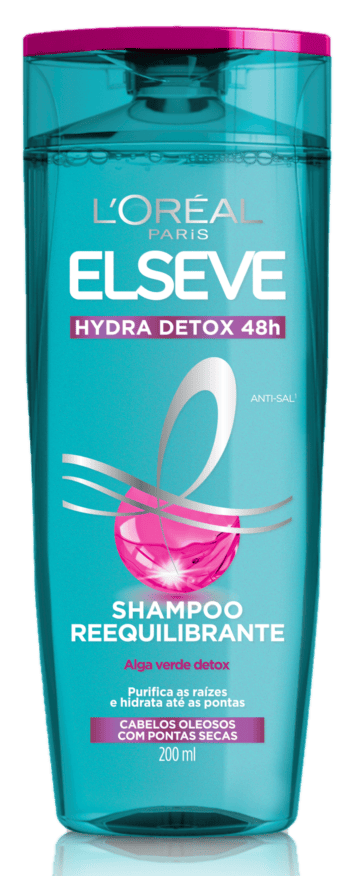 L'ORÉAL
PARIS
ELSEVE
HYDRA DETOX 48h
ANTI-SAL¹
SHAMPOO
REEQUILIBRANTE
Alga verde detox
Purifica as raízes
e hidrata até as pontas
CABELOS OLEOSOS
COM PONTAS SECAS
200 ml